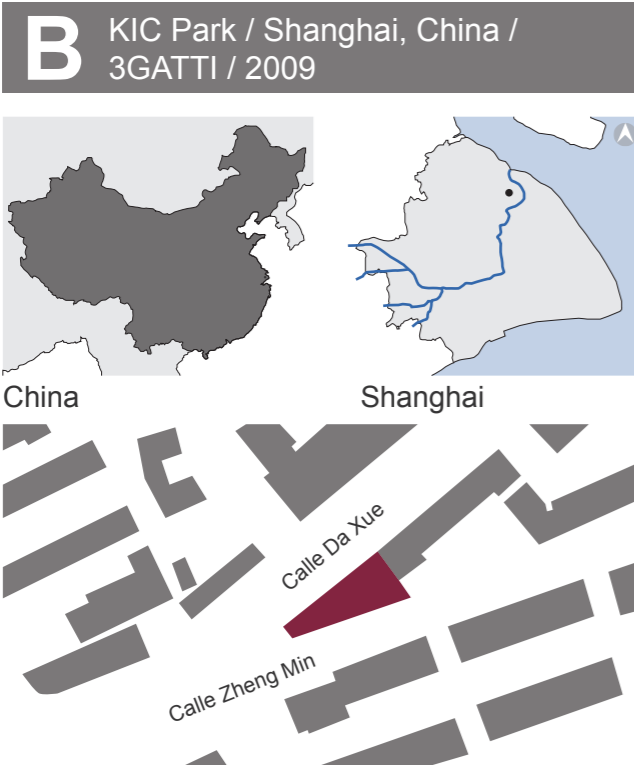 B
KIC Park / Shanghai, China /
3GATTI / 2009
China
Shanghai
Calle Da Xue
Calle Zheng Min